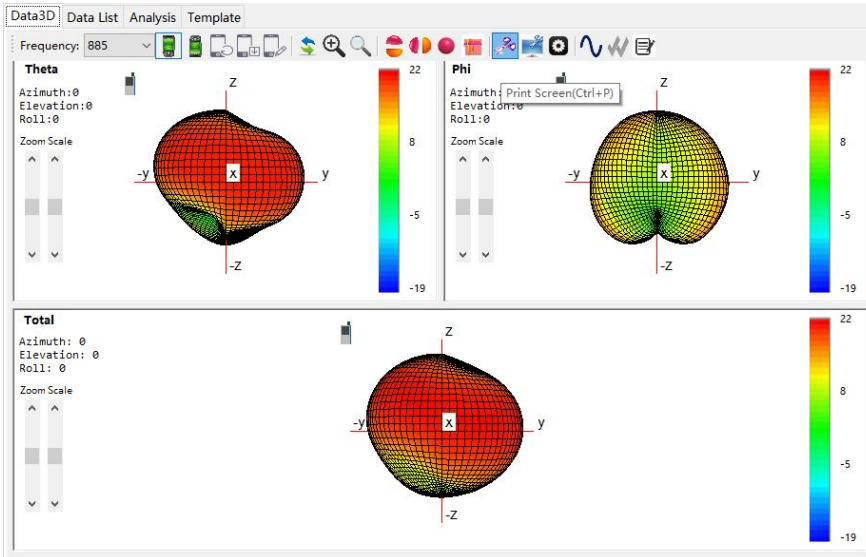 Data3D Data List Analysis Template
Frequency: 885
Theta
Azimuth:0
Elevation:0
Roll:0
Zoom Scale
Z
-y
x
y
-Z
22
8
-5
-19
Phi
Print Screen(Ctrl+P)
Azimuth:0
Elevation:0
Roll:0
Zoom Scale
Z
-y
x
y
-Z
22
8
-5
-19
Total
Azimuth: 0
Elevation: 0
Roll: 0
Zoom Scale
Z
-y
x
y
-Z
22
8
-5
-19